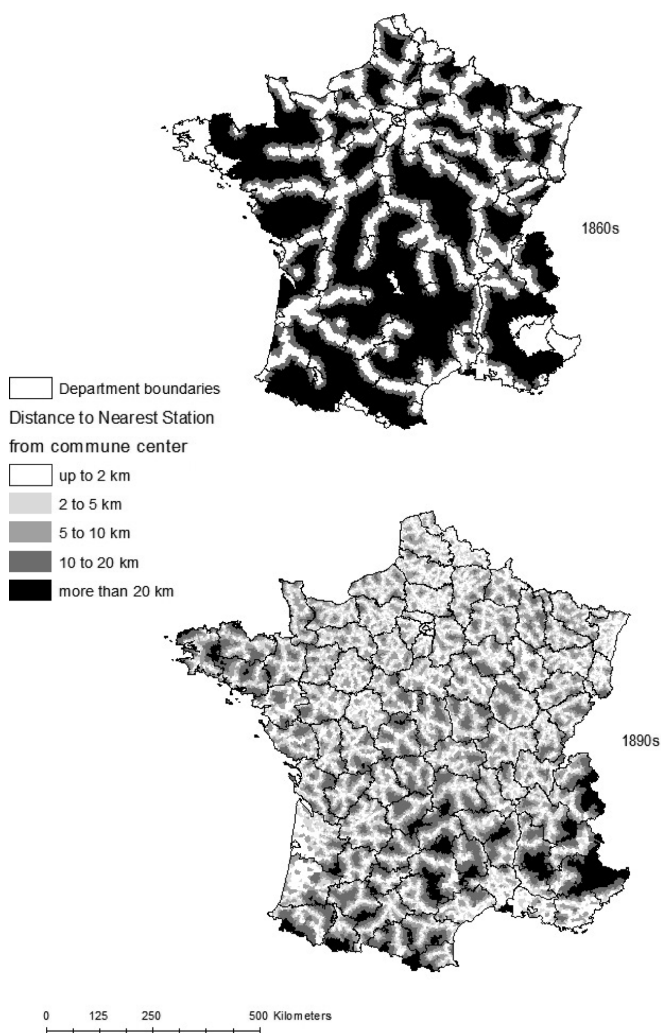 1860s
Department boundaries
Distance to Nearest Station
from commune center
up to 2 km
2 to 5 km
5 to 10 km
10 to 20 km
more than 20 km
1890s
0 125 250 500 Kilometers